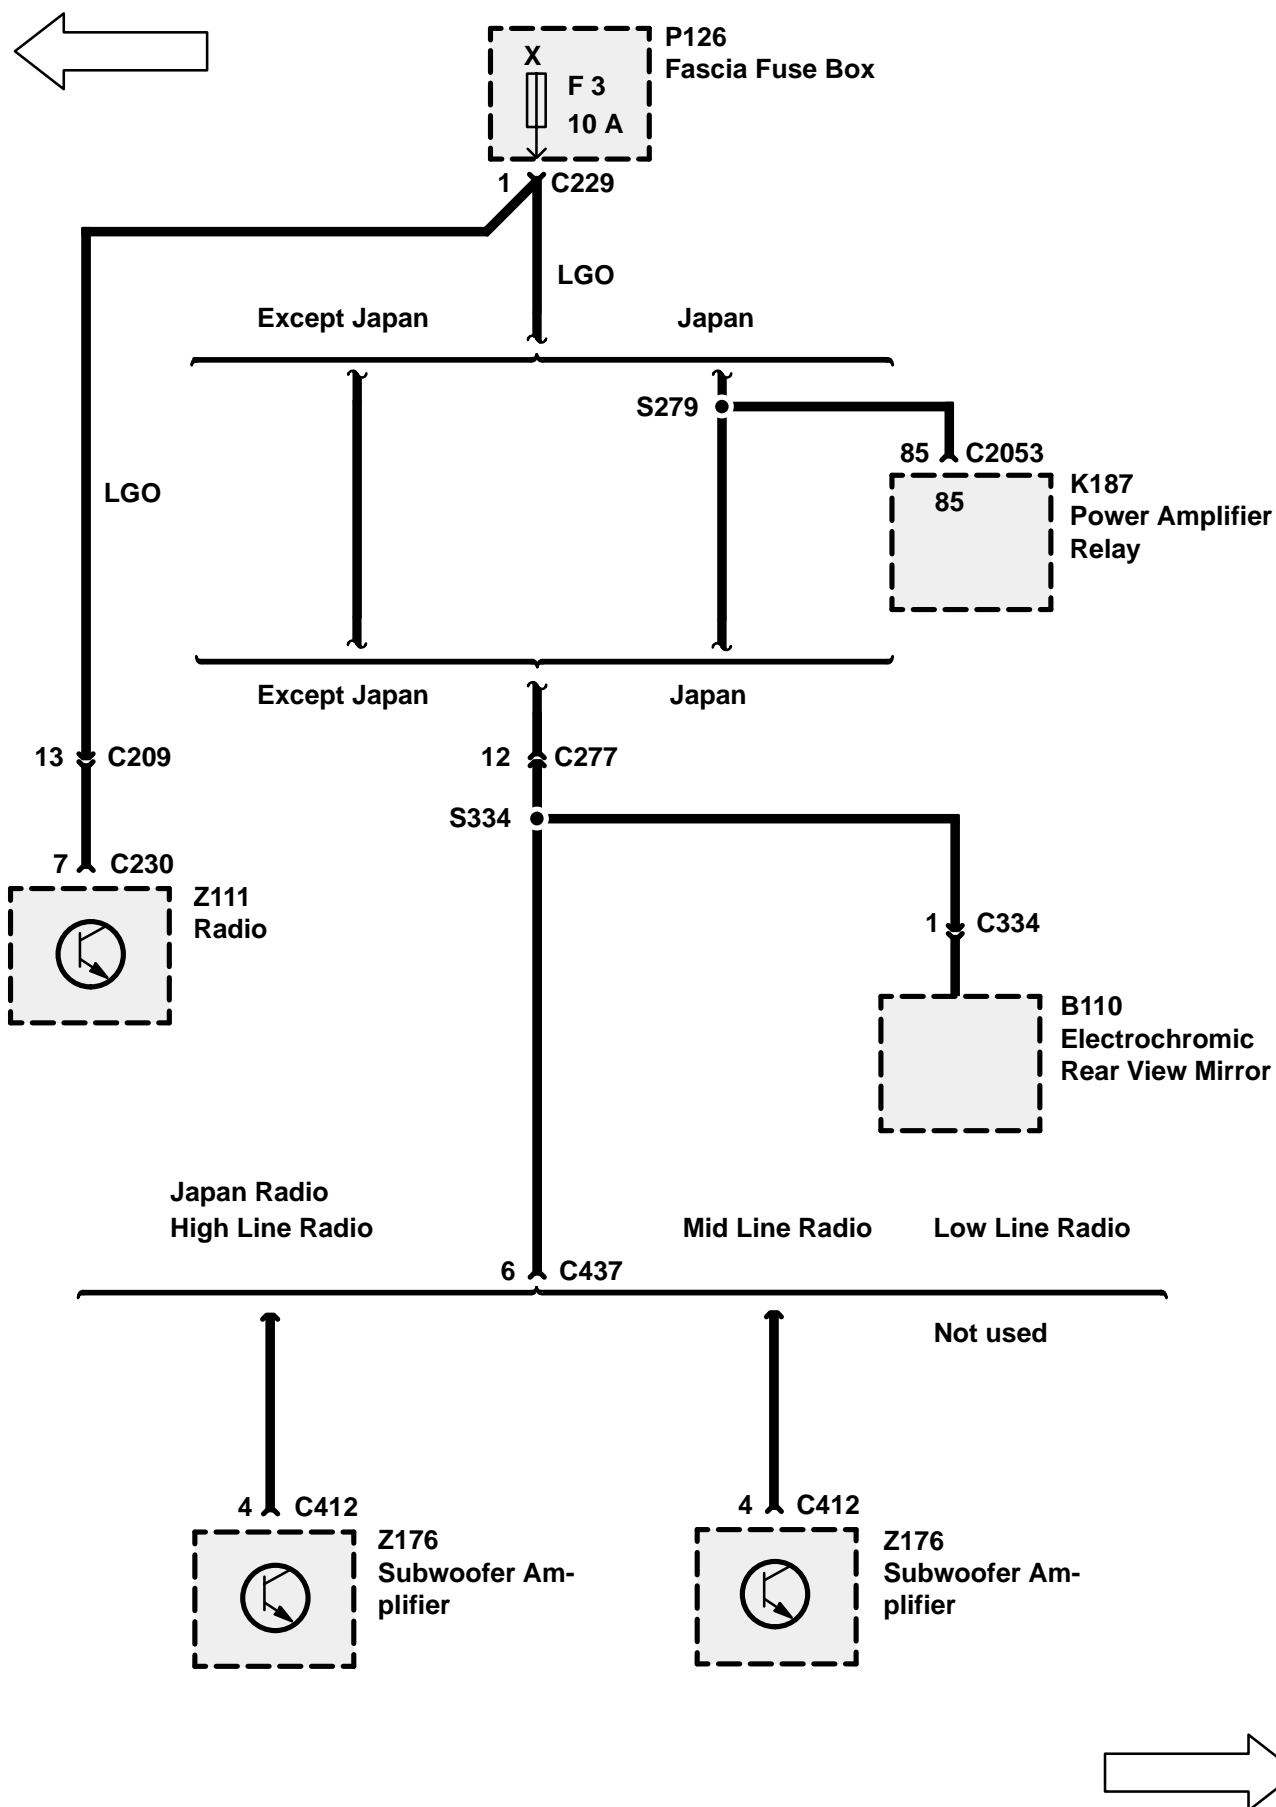 P126
Fascia Fuse Box
X
F 3
10 A
1 C229
LGO
Except Japan
Japan
S279
85 C2053
K187
Power Amplifier
Relay
85
LGO
Except Japan
Japan
13 C209
12 C277
S334
7 C230
Z111
Radio
1 C334
B110
Electrochromic
Rear View Mirror
Japan Radio
High Line Radio
Mid Line Radio
Low Line Radio
6 C437
Not used
4 C412
Z176
Subwoofer Am-
plifier
4 C412
Z176
Subwoofer Am-
plifier